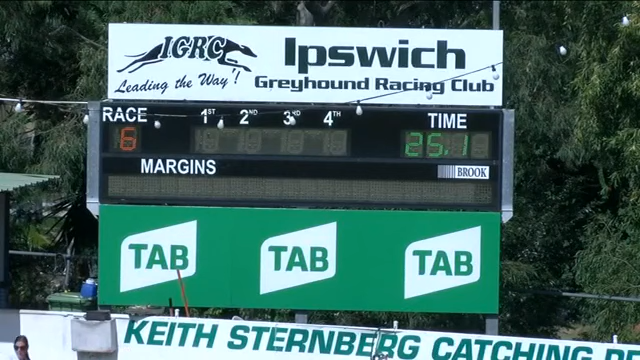 IGRC
Leading the Way!
Ipswich
Greyhound Racing Club
RACE 1ST 2ND 3RD 4TH TIME
6 25.1
MARGINS BROOK
TAB TAB TAB
KEITH STERNBERG CATCHING PE